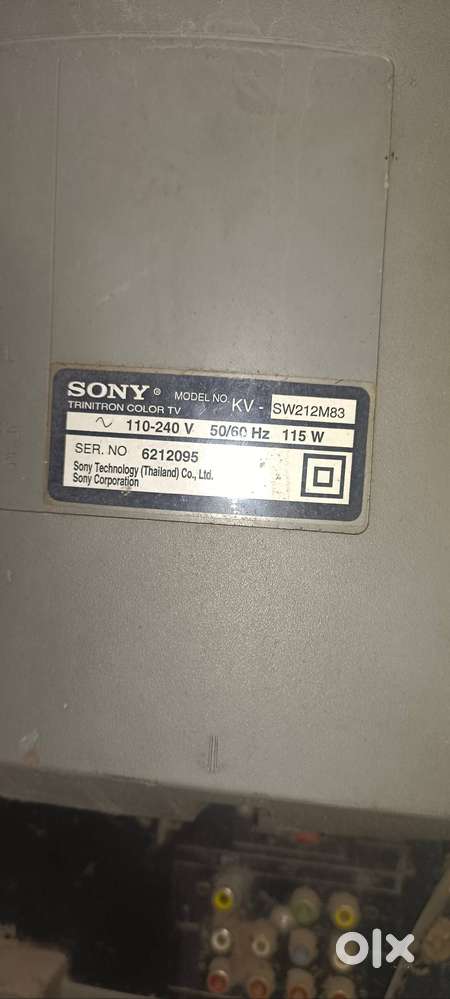 SONY ® MODEL NO. KV - SW212M83
TRINITRON COLOR TV
~ 110-240 V 50/60 Hz 115 W
SER. NO 6212095
Sony Technology (Thailand) Co., Ltd.
Sony Corporation
olx